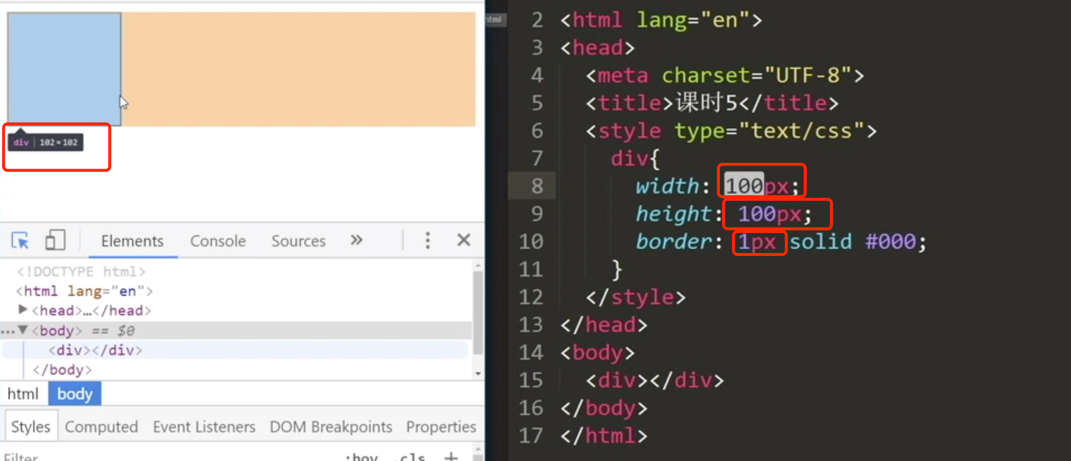 div | 102×102
Elements Console Sources »
<!DOCTYPE html>
<html lang="en">
▶<head>…</head>
…▼<body> == $0
<div></div>
</body>
html body
Styles Computed Event Listeners DOM Breakpoints Properties
Filter :hov .cls +
html
2 <html lang="en">
3 <head>
4 <meta charset="UTF-8">
5 <title>课时5</title>
6 <style type="text/css">
7 div{
8 width: 100px;
9 height: 100px;
10 border: 1px solid #000;
11 }
12 </style>
13 </head>
14 <body>
15 <div></div>
16 </body>
17 </html>